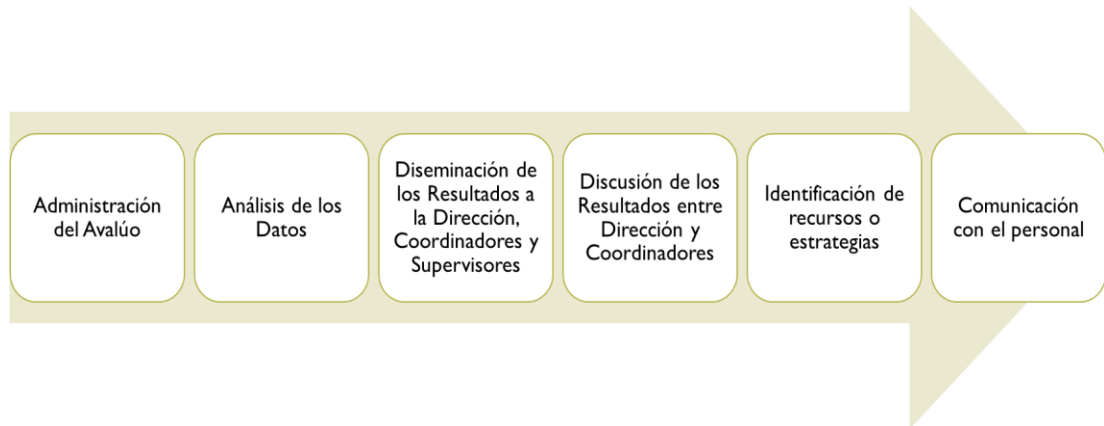 Administración
del Avalúo
Análisis de los
Datos
Diseminación de
los Resultados a
la Dirección,
Coordinadores y
Supervisores
Discusión de los
Resultados entre
Dirección y
Coordinadores
Identificación de
recursos o
estrategias
Comunicación
con el personal